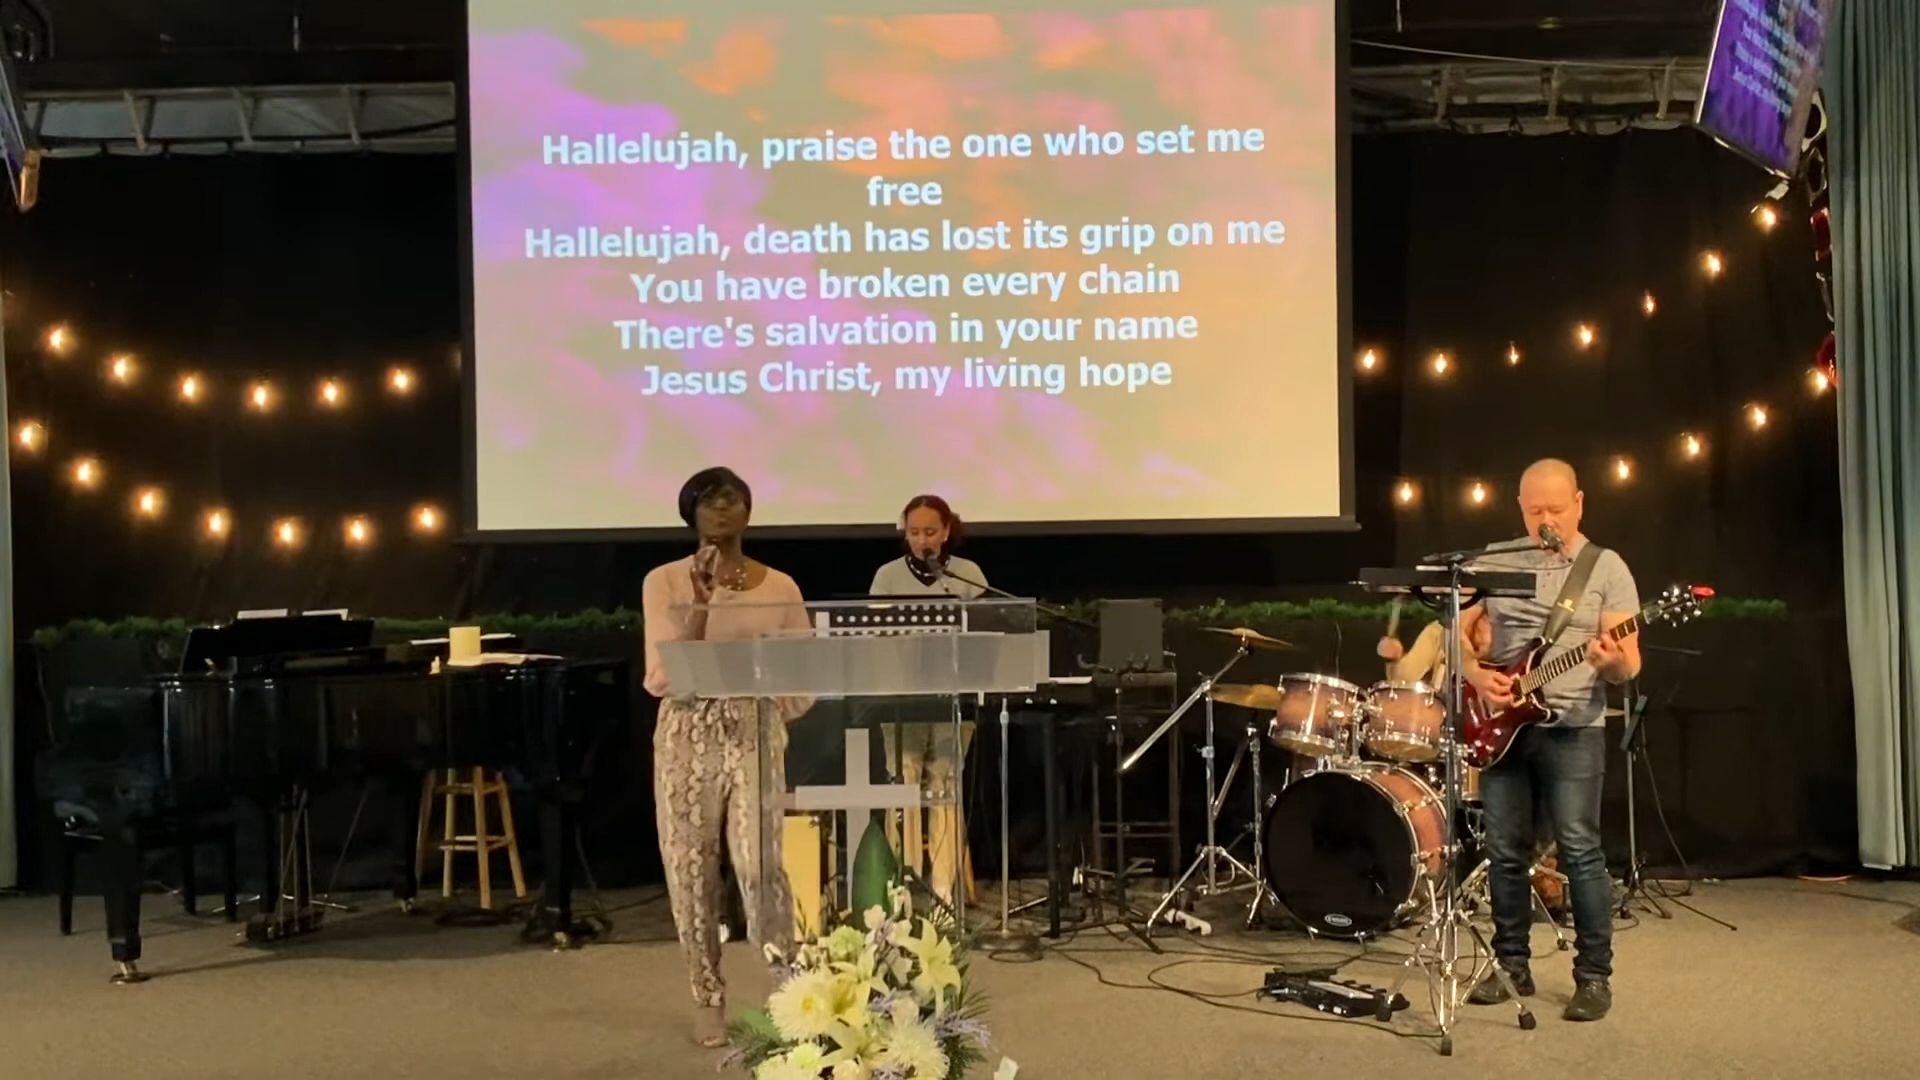 Hallelujah, praise the one who set me
free
Hallelujah, death has lost its grip on me
You have broken every chain
There's salvation in your name
Jesus Christ, my living hope